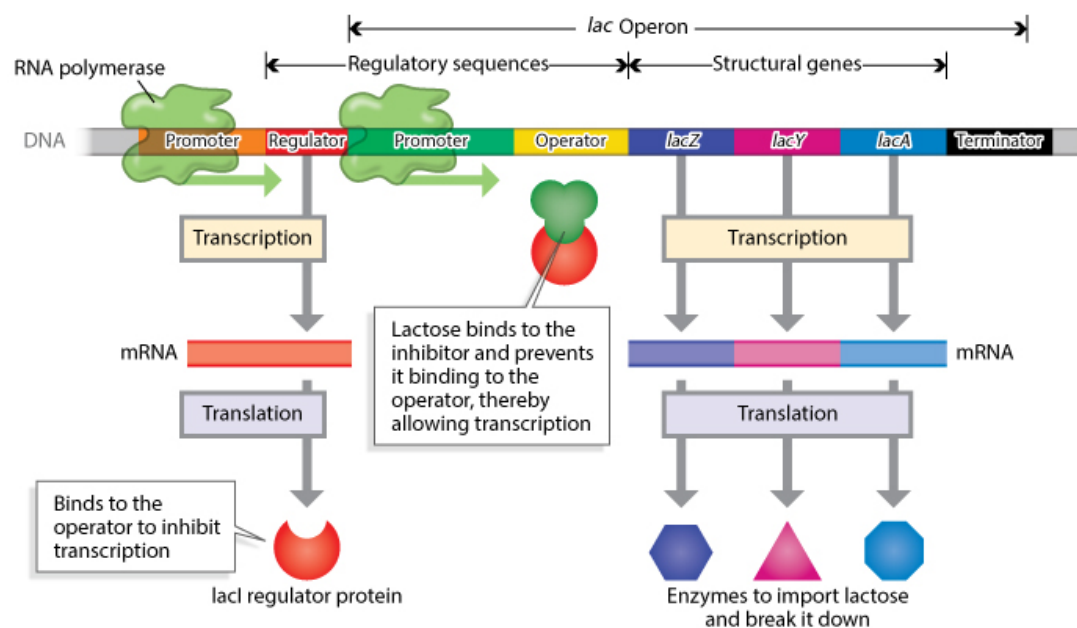 lac Operon
RNA polymerase
Regulatory sequences
Structural genes
DNA
Promoter
Regulator
Promoter
Operator
lacZ
lacY
lacA
Terminator
Transcription
Transcription
Lactose binds to the
inhibitor and prevents
it binding to the
operator, thereby
allowing transcription
mRNA
mRNA
Translation
Translation
Binds to the
operator to inhibit
transcription
lacI regulator protein
Enzymes to import lactose
and break it down